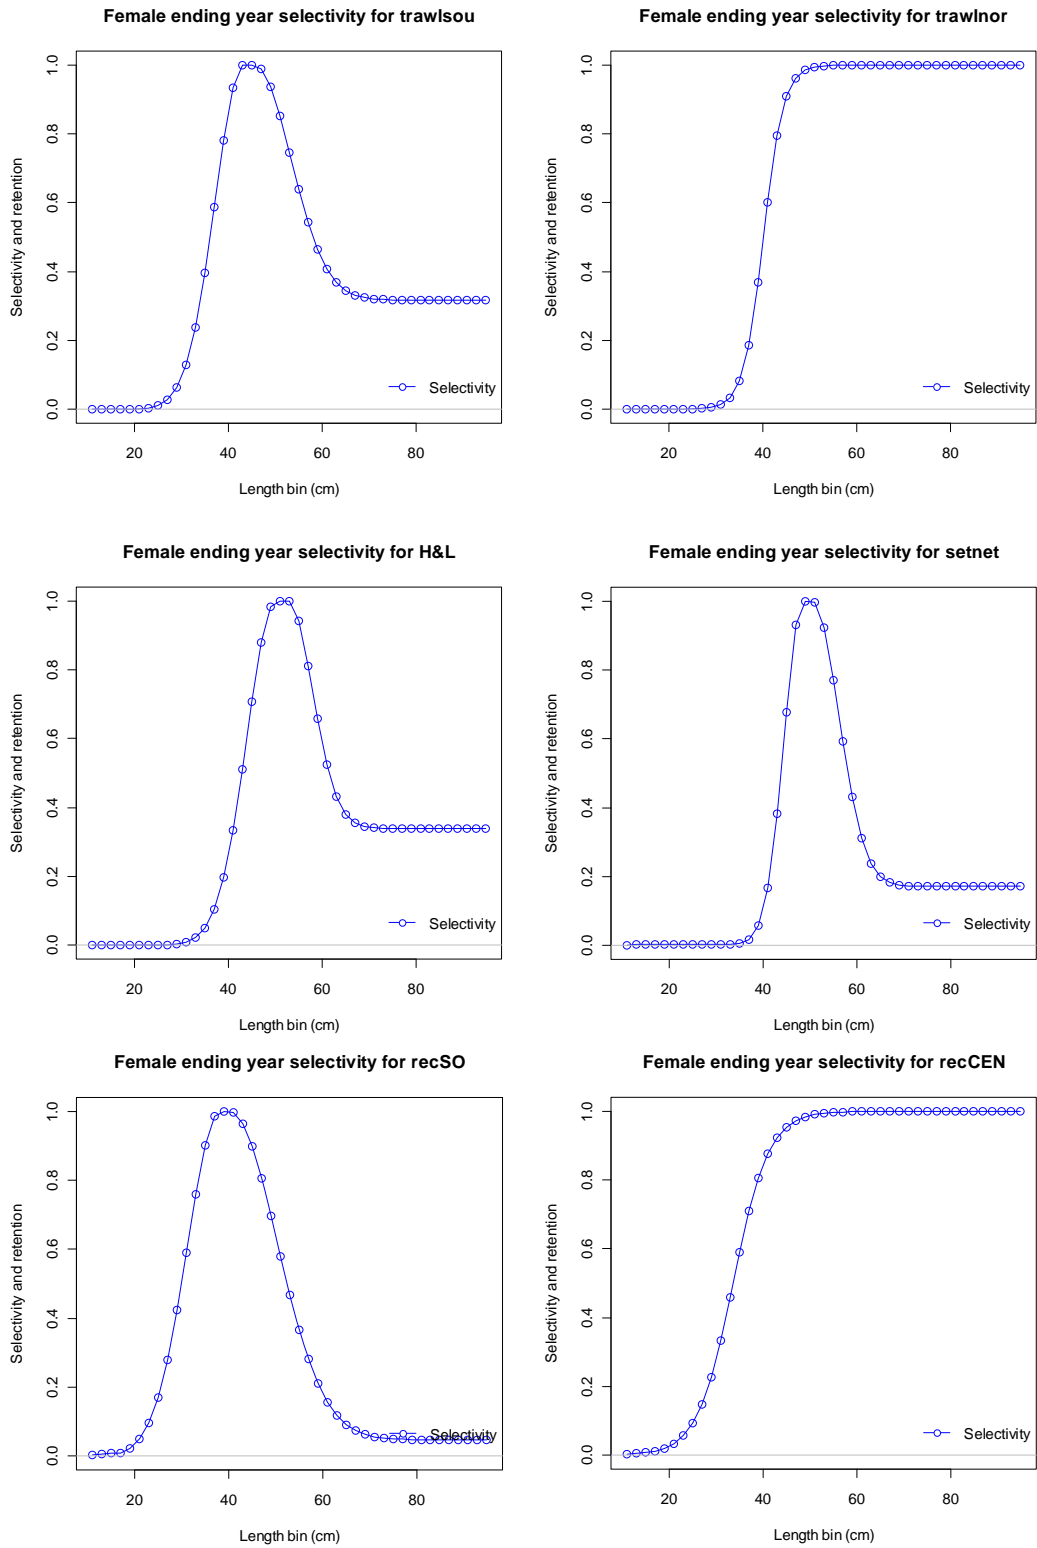 Female ending year selectivity for trawlsou
Selectivity and retention
1.0
0.8
0.6
0.4
0.2
0.0
Selectivity
20 40 60 80
Length bin (cm)
Female ending year selectivity for trawlnor
Selectivity and retention
1.0
0.8
0.6
0.4
0.2
0.0
Selectivity
20 40 60 80
Length bin (cm)
Female ending year selectivity for H&L
Selectivity and retention
1.0
0.8
0.6
0.4
0.2
0.0
Selectivity
20 40 60 80
Length bin (cm)
Female ending year selectivity for setnet
Selectivity and retention
1.0
0.8
0.6
0.4
0.2
0.0
Selectivity
20 40 60 80
Length bin (cm)
Female ending year selectivity for recSO
Selectivity and retention
1.0
0.8
0.6
0.4
0.2
0.0
Selectivity
20 40 60 80
Length bin (cm)
Female ending year selectivity for recCEN
Selectivity and retention
1.0
0.8
0.6
0.4
0.2
0.0
Selectivity
20 40 60 80
Length bin (cm)